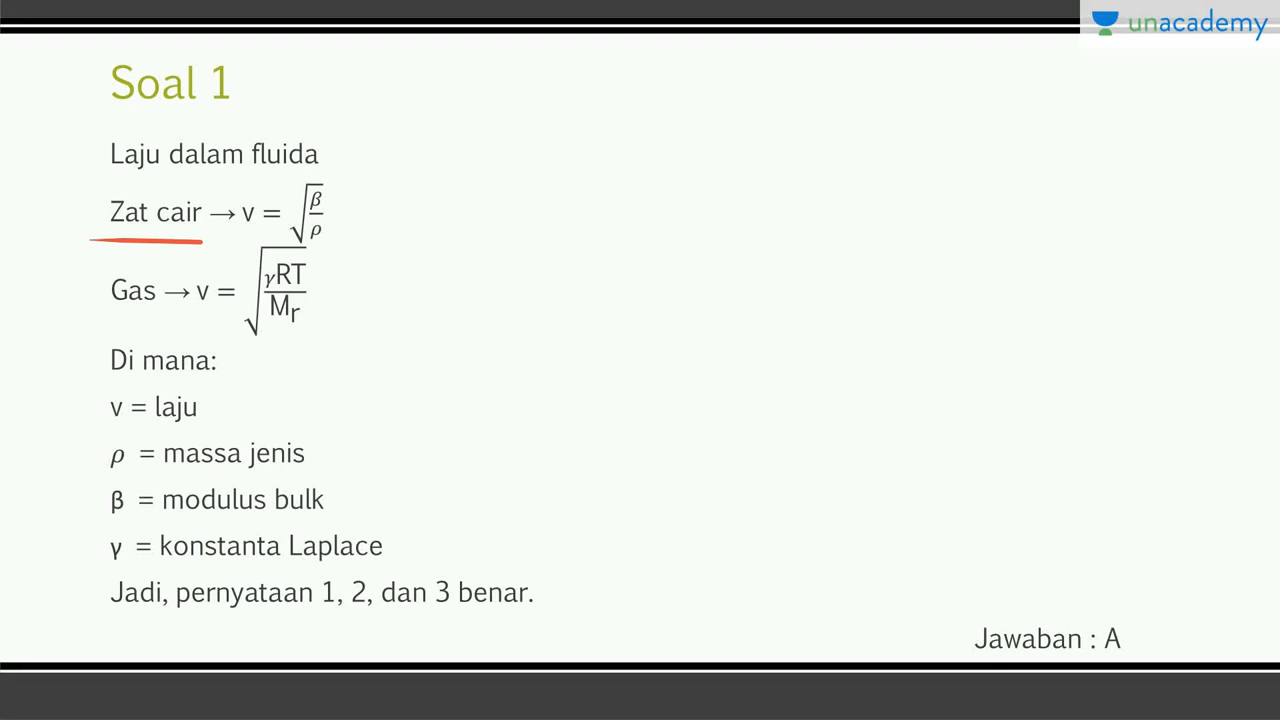 unacademy
Soal 1
Laju dalam fluida
Zat cair → v = √(β/ρ)
Gas → v = √(γRT/Mr)
Di mana:
v = laju
ρ = massa jenis
β = modulus bulk
γ = konstanta Laplace
Jadi, pernyataan 1, 2, dan 3 benar.
Jawaban : A